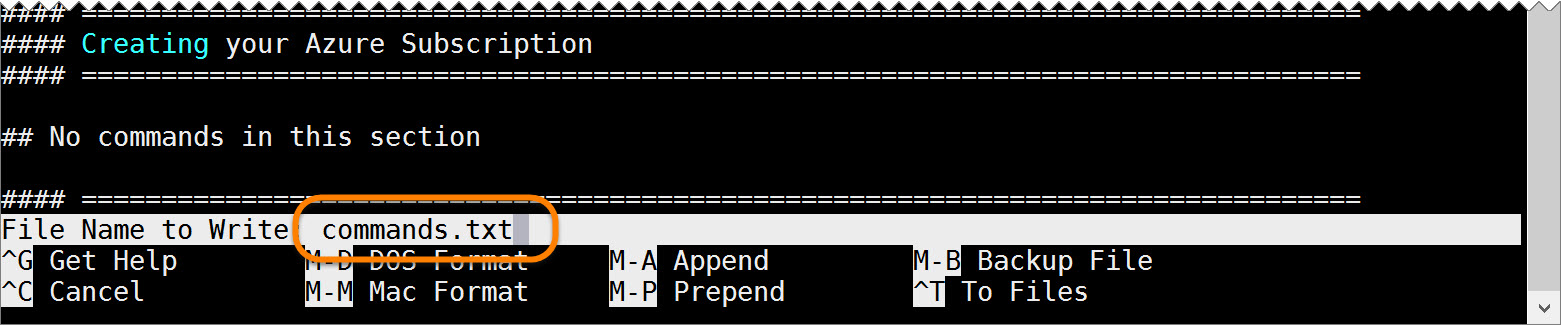 #### ================================================================================
#### Creating your Azure Subscription
#### ================================================================================
## No commands in this section
#### ================================================================================
File Name to Write: commands.txt
^G Get Help M-D DOS Format M-A Append M-B Backup File
^C Cancel M-M Mac Format M-P Prepend ^T To Files